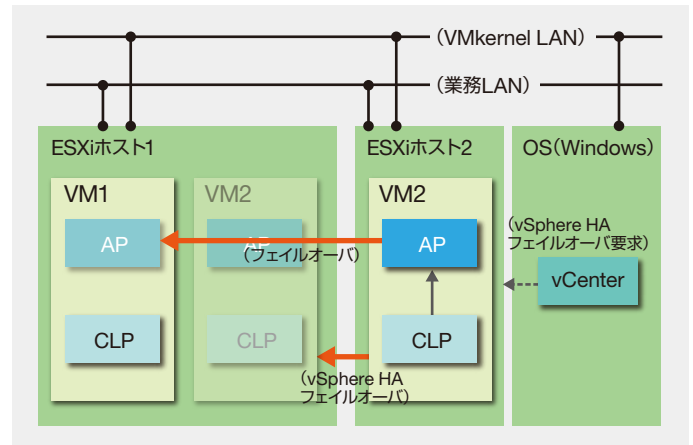 （VMkernel LAN）
（業務LAN）
ESXiホスト1
ESXiホスト2
OS（Windows）
VM1
VM2
VM2
AP
AP
AP
（フェイルオーバ）
（vSphere HA
フェイルオーバ要求）
vCenter
CLP
CLP
CLP
（vSphere HA
フェイルオーバ）